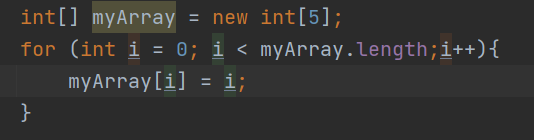 int[] myArray = new int[5];
for (int i = 0; i < myArray.length;i++){
myArray[i] = i;
}